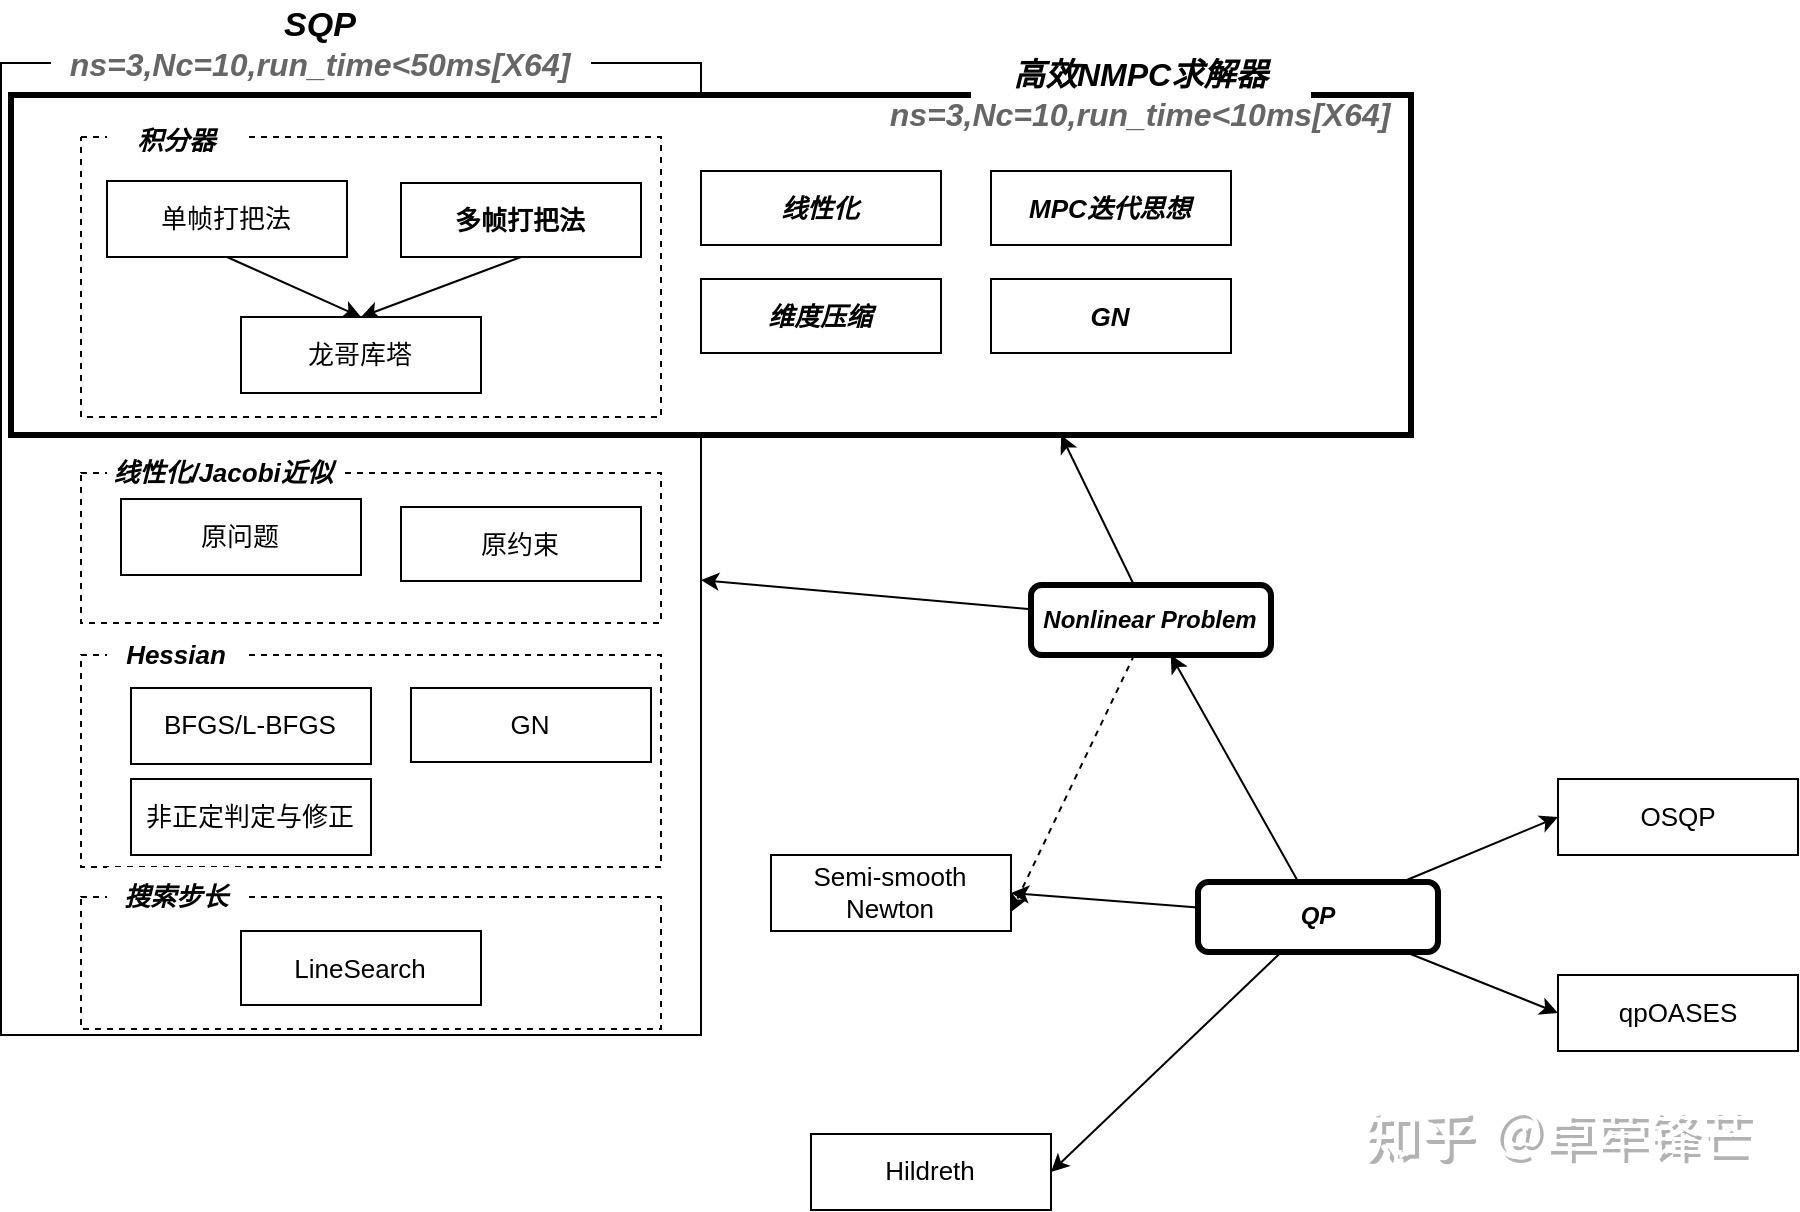 SQP
ns=3,Nc=10,run_time<50ms[X64]
高效NMPC求解器
ns=3,Nc=10,run_time<10ms[X64]
积分器
单帧打把法
多帧打把法
龙哥库塔
线性化
MPC迭代思想
维度压缩
GN
线性化/Jacobi近似
原问题
原约束
Nonlinear Problem
Hessian
BFGS/L-BFGS
GN
非正定判定与修正
搜索步长
LineSearch
Semi-smooth
Newton
QP
OSQP
qpOASES
Hildreth
知乎 @卓荦锋芒